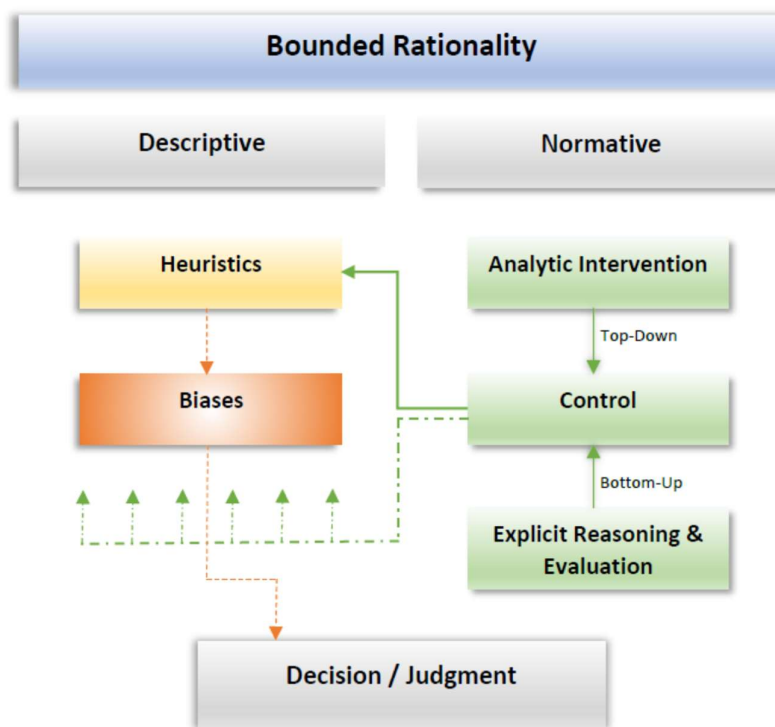 Bounded Rationality
Descriptive
Normative
Heuristics
Analytic Intervention
Top-Down
Biases
Control
Bottom-Up
Explicit Reasoning &
Evaluation
Decision / Judgment